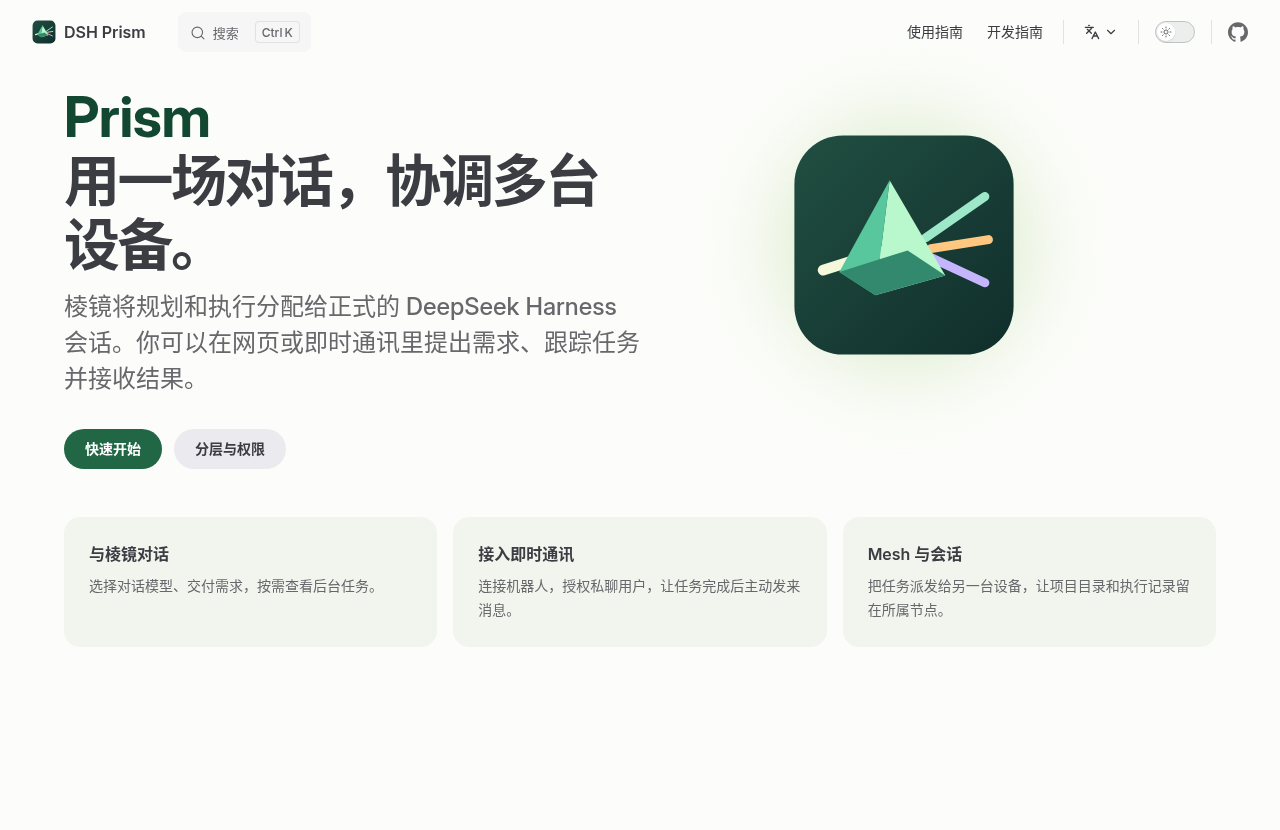 DSH Prism
搜索
Ctrl K
使用指南
开发指南
Prism
用一场对话，协调多台
设备。
棱镜将规划和执行分配给正式的 DeepSeek Harness
会话。你可以在网页或即时通讯里提出需求、跟踪任务
并接收结果。
快速开始
分层与权限
与棱镜对话
选择对话模型、交付需求，按需查看后台任务。
接入即时通讯
连接机器人，授权私聊用户，让任务完成后主动发来
消息。
Mesh 与会话
把任务派发给另一台设备，让项目目录和执行记录留
在所属节点。